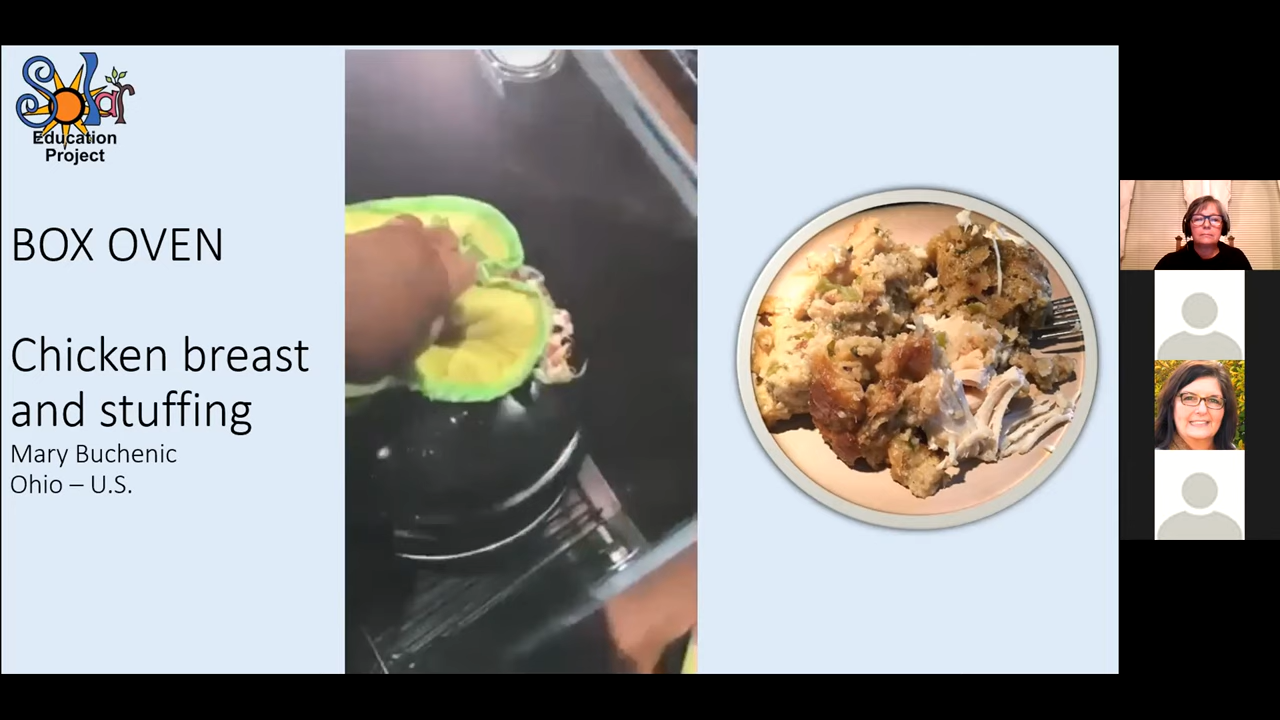 Solar
Education
Project
BOX OVEN
Chicken breast
and stuffing
Mary Buchenic
Ohio – U.S.